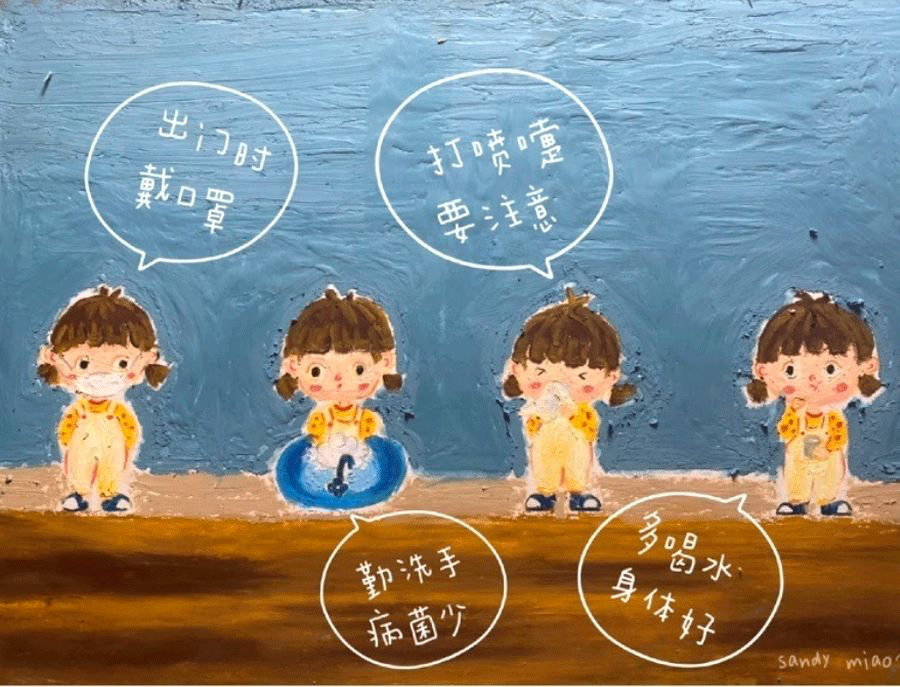 出门时
戴口罩
打喷嚏
要注意
勤洗手
病菌少
多喝水
身体好
sandy miao